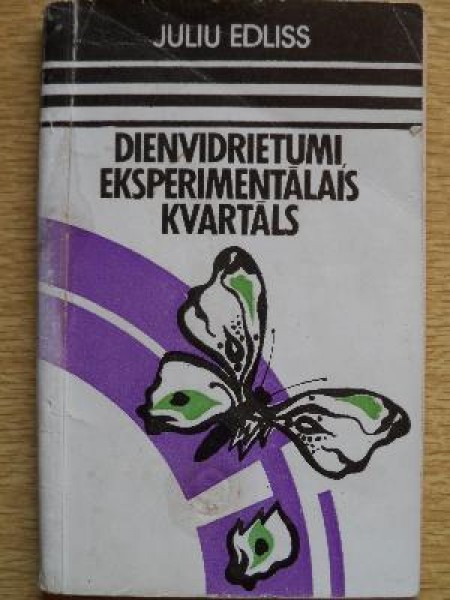 JULIU EDLISS
DIENVIDRIETUMI,
EKSPERIMENTĀLAIS
KVARTĀLS